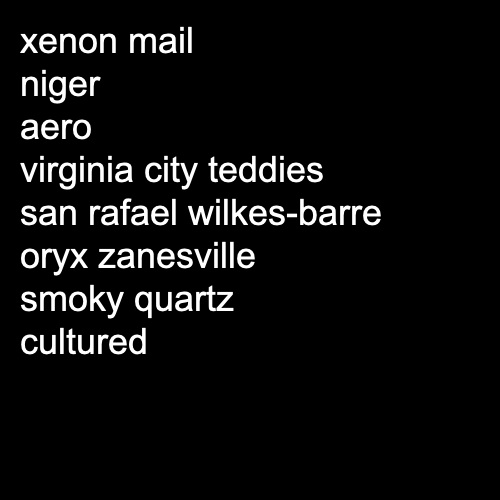 xenon mail
niger
aero
virginia city teddies
san rafael wilkes-barre
oryx zanesville
smoky quartz
cultured